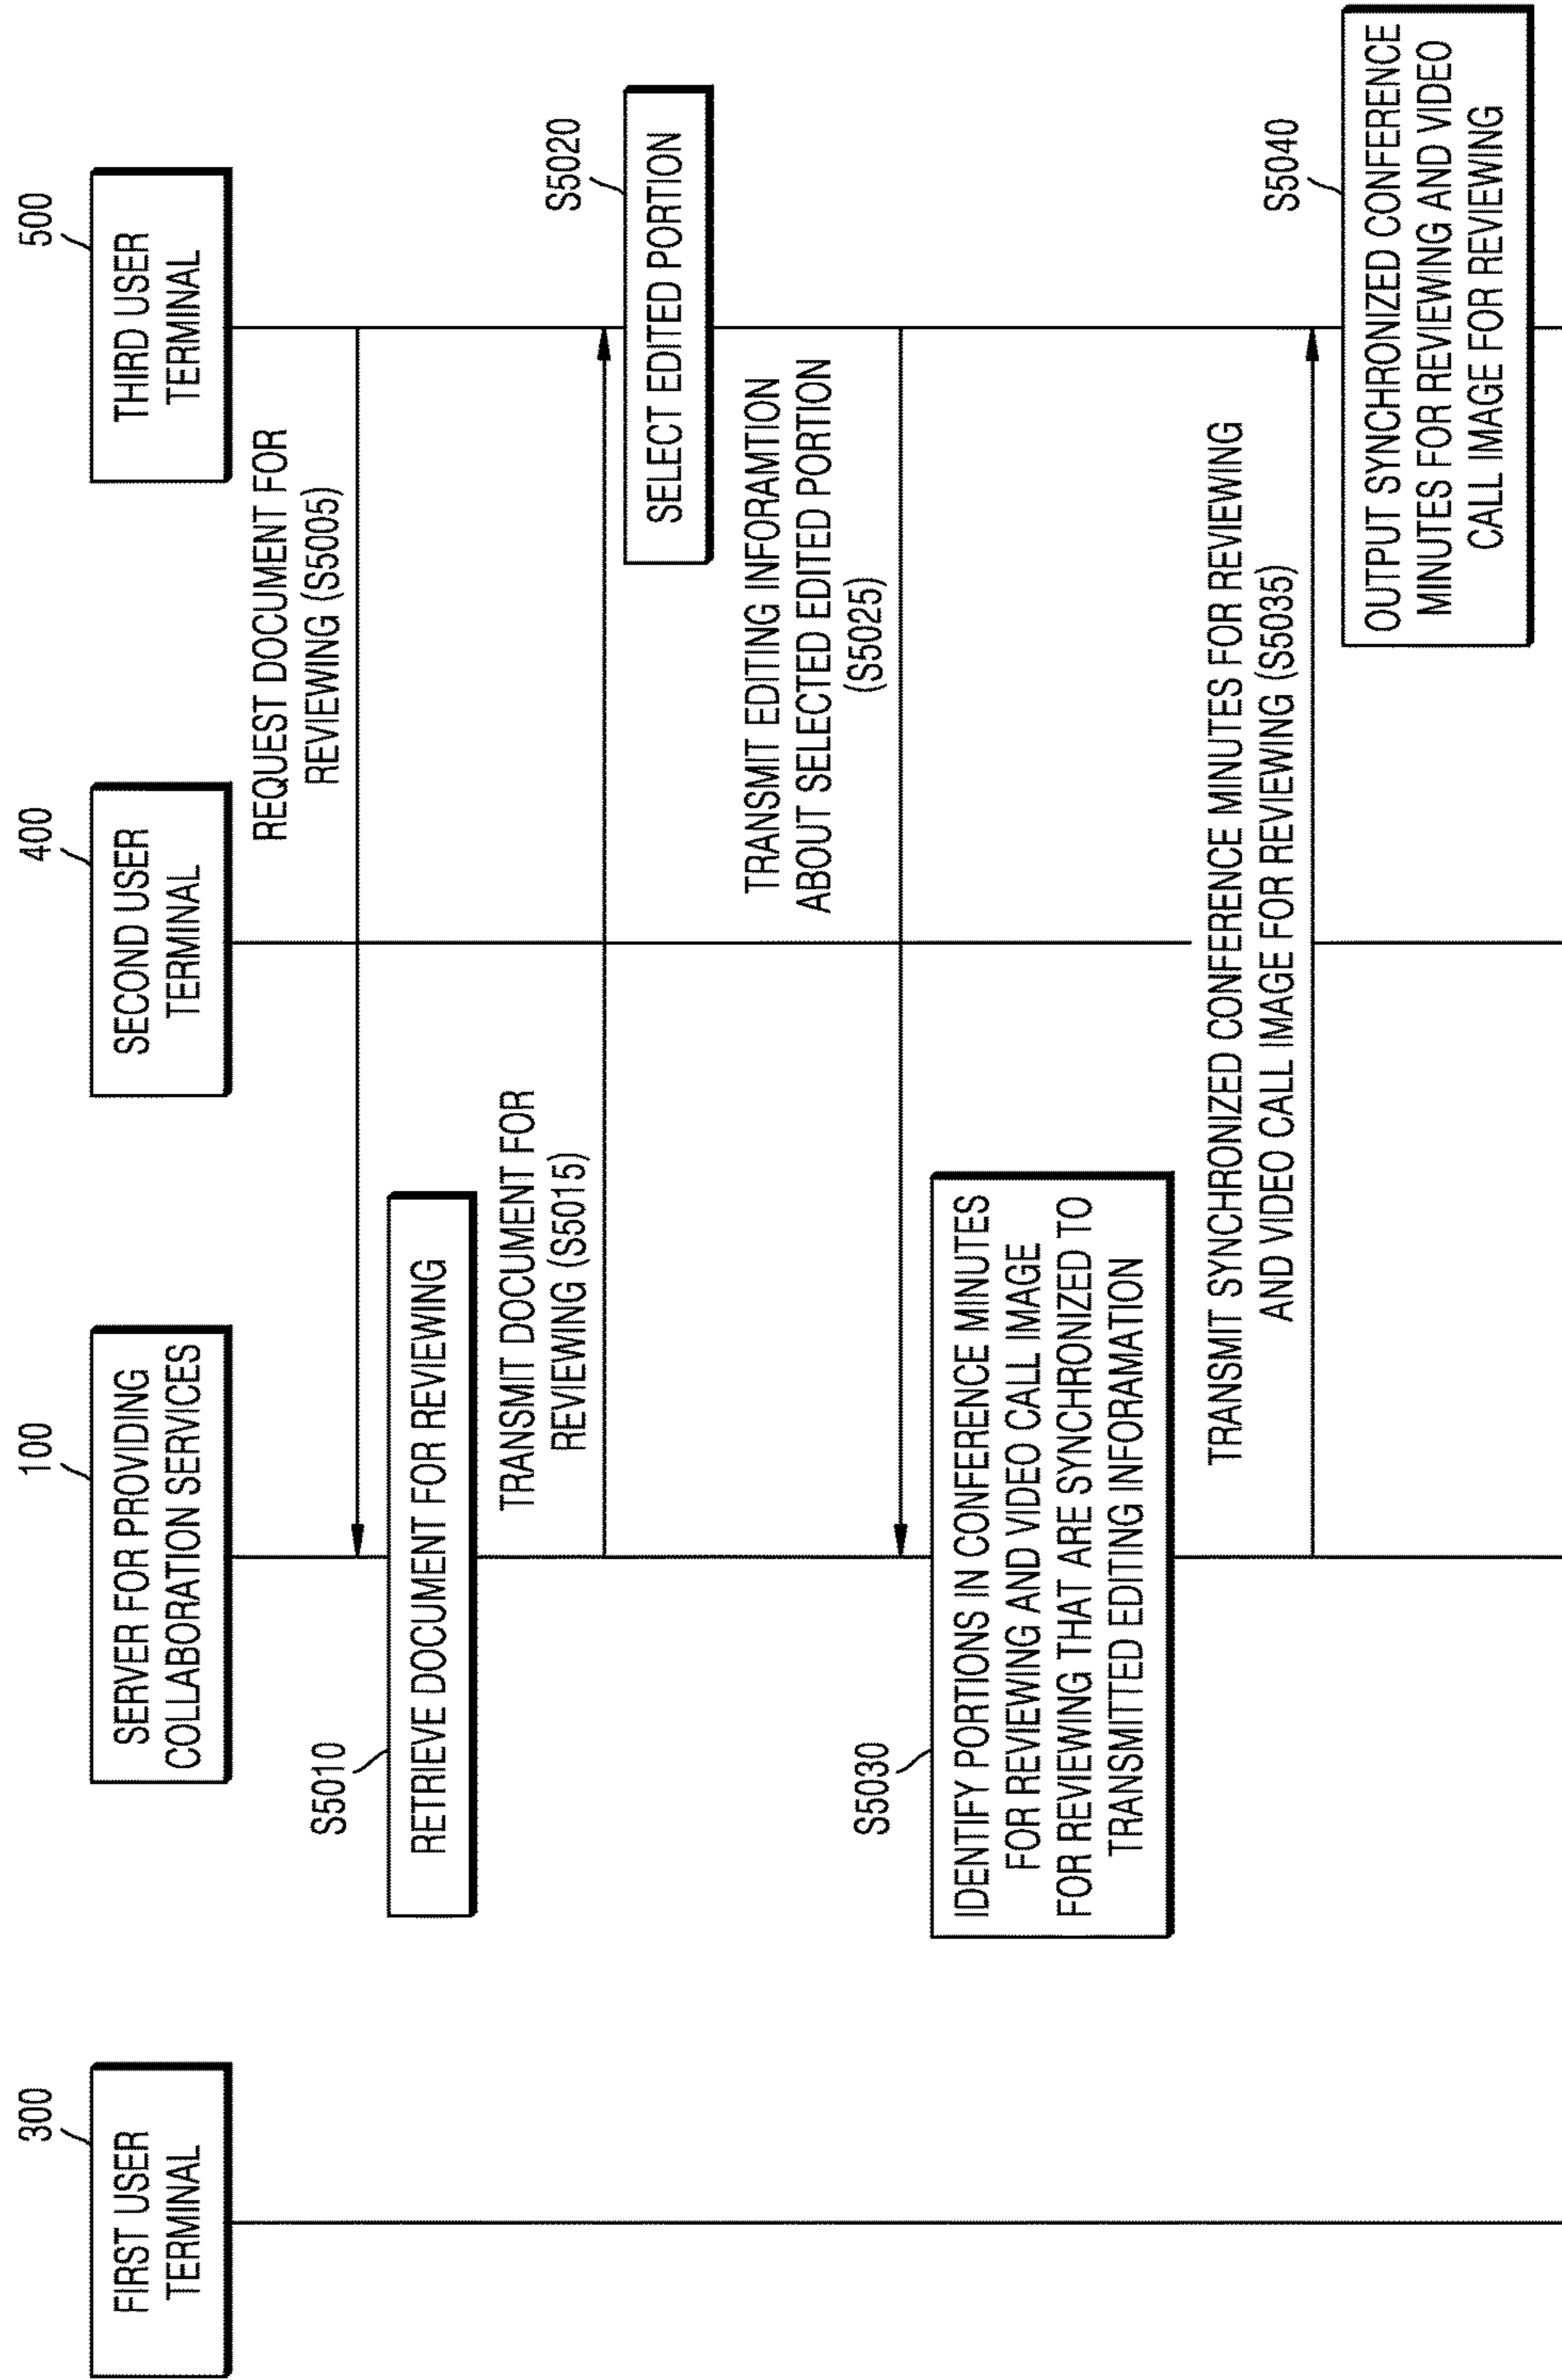 300
FIRST USER
TERMINAL
100
SERVER FOR PROVIDING
COLLABORATION SERVICES
400
SECOND USER
TERMINAL
500
THIRD USER
TERMINAL
REQUEST DOCUMENT FOR
REVIEWING (S5005)
S5010
RETRIEVE DOCUMENT FOR REVIEWING
TRANSMIT DOCUMENT FOR
REVIEWING (S5015)
S5020
SELECT EDITED PORTION
TRANSMIT EDITING INFORAMTION
ABOUT SELECTED EDITED PORTION
(S5025)
S5030
IDENTIFY PORTIONS IN CONFERENCE MINUTES
FOR REVIEWING AND VIDEO CALL IMAGE
FOR REVIEWING THAT ARE SYNCHRONIZED TO
TRANSMITTED EDITING INFORAMATION
TRANSMIT SYNCHRONIZED CONFERENCE MINUTES FOR REVIEWING
AND VIDEO CALL IMAGE FOR REVIEWING (S5035)
S5040
OUTPUT SYNCHRONIZED CONFERENCE
MINUTES FOR REVIEWING AND VIDEO
CALL IMAGE FOR REVIEWING